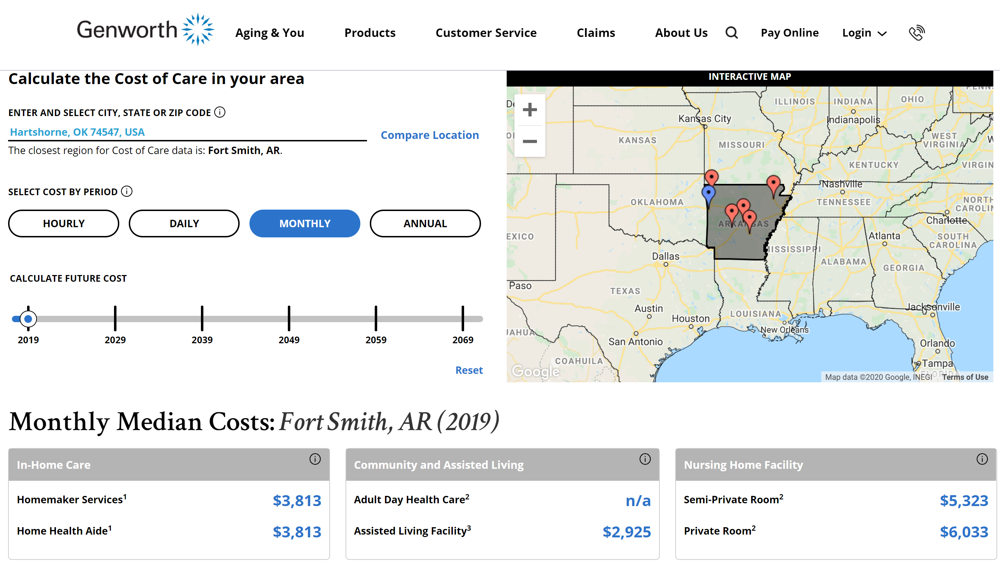 Genworth
Aging & You
Products
Customer Service
Claims
About Us
Pay Online
Login
Calculate the Cost of Care in your area
ENTER AND SELECT CITY, STATE OR ZIP CODE
Hartshorne, OK 74547, USA
Compare Location
The closest region for Cost of Care data is: Fort Smith, AR.
SELECT COST BY PERIOD
HOURLY
DAILY
MONTHLY
ANNUAL
CALCULATE FUTURE COST
2019
2029
2039
2049
2059
2069
Reset
INTERACTIVE MAP
ILLINOIS
INDIANA
OHIO
Kansas City
Indianapolis
KANSAS
MISSOURI
WEST
VIRGINIA
KENTUCKY
VIRGIN
Nashville
OKLAHOMA
TENNESSEE
NORTH
CAROLIN
ARKANSAS
Charlotte
EXICO
Atlanta
SOUTH
CAROLINA
MISSISSIPPI
Dallas
ALABAMA
GEORGIA
Paso
TEXAS
Austin
Jacksonville
LOUISIANA
Houston
New Orleans
JAHUA
San Antonio
Orlando
COAHUILA
Tampa
FLORIDA
Google
Map data ©2020 Google, INEGI
Terms of Use
Monthly Median Costs: Fort Smith, AR (2019)
In-Home Care
Homemaker Services1 $3,813
Home Health Aide1 $3,813
Community and Assisted Living
Adult Day Health Care2 n/a
Assisted Living Facility3 $2,925
Nursing Home Facility
Semi-Private Room2 $5,323
Private Room2 $6,033